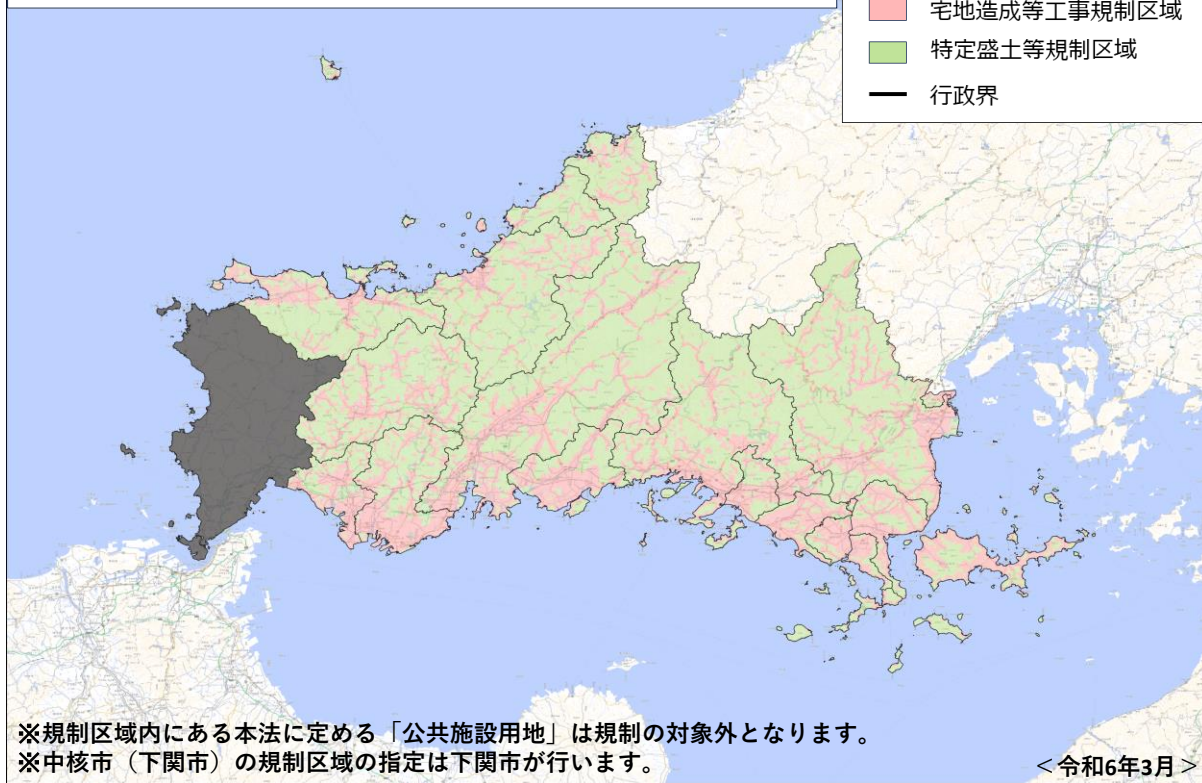 宅地造成等工事規制区域
特定盛土等規制区域
行政界
※規制区域内にある本法に定める「公共施設用地」は規制の対象外となります。
※中核市（下関市）の規制区域の指定は下関市が行います。
＜令和6年3月＞